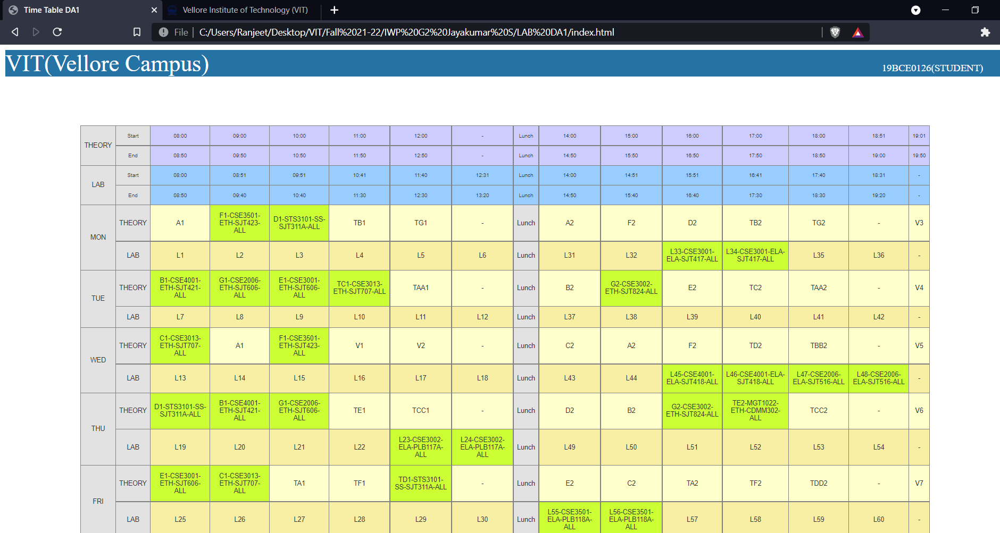 Time Table DA1
Vellore Institute of Technology (VIT)
File | C:/Users/Ranjeet/Desktop/VIT/Fall%2021-22/IWP%20G2%20Jayakumar%20S/LAB%20DA1/index.html
VIT(Vellore Campus)
19BCE0126(STUDENT)
THEORY Start 08:00 09:00 10:00 11:00 12:00 - Lunch 14:00 15:00 16:00 17:00 18:00 18:51 19:01
End 08:50 09:50 10:50 11:50 12:50 - Lunch 14:50 15:50 16:50 17:50 18:50 19:00 19:50
LAB Start 08:00 08:51 09:51 10:41 11:40 12:31 Lunch 14:00 14:51 15:51 16:41 17:40 18:31 -
End 08:50 09:40 10:40 11:30 12:30 13:20 Lunch 14:50 15:40 16:40 17:30 18:30 19:20 -
MON THEORY A1 F1-CSE3501-ETH-SJT423-ALL D1-STS3101-SS-SJT311A-ALL TB1 TG1 - Lunch A2 F2 D2 TB2 TG2 - V3
LAB L1 L2 L3 L4 L5 L6 Lunch L31 L32 L33-CSE3001-ELA-SJT417-ALL L34-CSE3001-ELA-SJT417-ALL L35 L36 -
TUE THEORY B1-CSE4001-ETH-SJT421-ALL G1-CSE2006-ETH-SJT606-ALL E1-CSE3001-ETH-SJT606-ALL TC1-CSE3013-ETH-SJT707-ALL TAA1 - Lunch B2 G2-CSE3002-ETH-SJT824-ALL E2 TC2 TAA2 - V4
LAB L7 L8 L9 L10 L11 L12 Lunch L37 L38 L39 L40 L41 L42 -
WED THEORY C1-CSE3013-ETH-SJT707-ALL A1 F1-CSE3501-ETH-SJT423-ALL V1 V2 - Lunch C2 A2 F2 TD2 TBB2 - V5
LAB L13 L14 L15 L16 L17 L18 Lunch L43 L44 L45-CSE4001-ELA-SJT418-ALL L46-CSE4001-ELA-SJT418-ALL L47-CSE2006-ELA-SJT516-ALL L48-CSE2006-ELA-SJT516-ALL -
THU THEORY D1-STS3101-SS-SJT311A-ALL B1-CSE4001-ETH-SJT421-ALL G1-CSE2006-ETH-SJT606-ALL TE1 TCC1 - Lunch D2 B2 G2-CSE3002-ETH-SJT824-ALL TE2-MGT1022-ETH-CDMM302-ALL TCC2 - V6
LAB L19 L20 L21 L22 L23-CSE3002-ELA-PLB117A-ALL L24-CSE3002-ELA-PLB117A-ALL Lunch L49 L50 L51 L52 L53 L54 -
FRI THEORY E1-CSE3001-ETH-SJT606-ALL C1-CSE3013-ETH-SJT707-ALL TA1 TF1 TD1-STS3101-SS-SJT311A-ALL - Lunch E2 C2 TA2 TF2 TDD2 - V7
LAB L25 L26 L27 L28 L29 L30 Lunch L55-CSE3501-ELA-PLB118A-ALL L56-CSE3501-ELA-PLB118A-ALL L57 L58 L59 L60 -